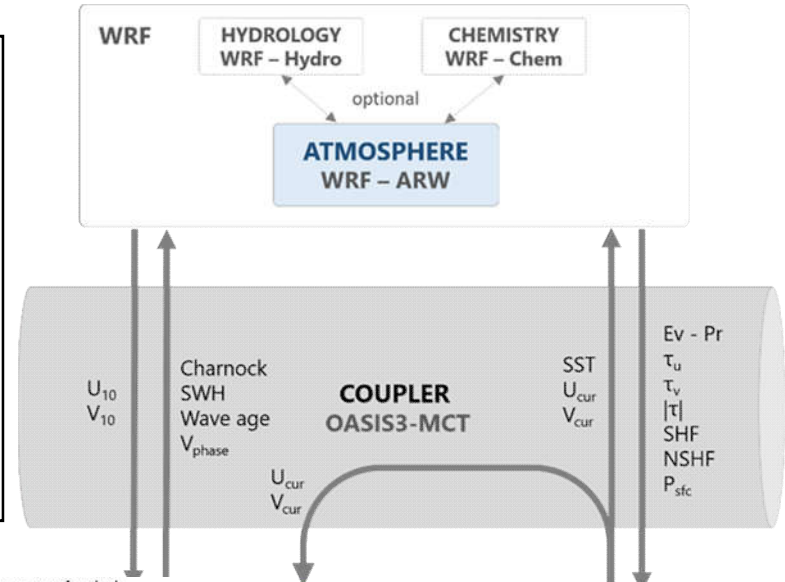 WRF
HYDROLOGY
WRF – Hydro
CHEMISTRY
WRF – Chem
optional
ATMOSPHERE
WRF – ARW
U10
V10
Charnock
SWH
Wave age
Vphase
COUPLER
OASIS3-MCT
Ucur
Vcur
SST
Ucur
Vcur
Ev - Pr
τu
τv
|τ|
SHF
NSHF
Psfc